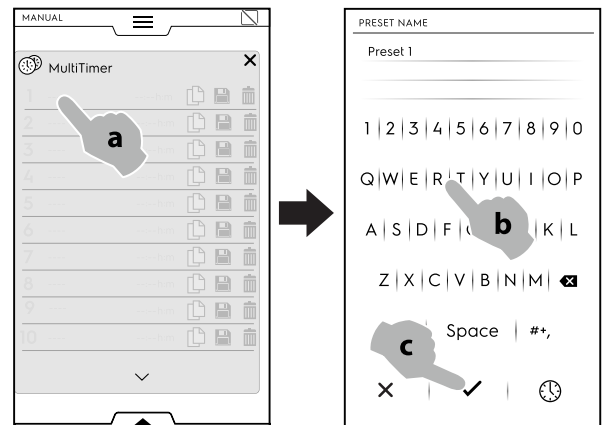 MANUAL
MultiTimer
1
2
3
4
5
6
7
8
9
10
a
PRESET NAME
Preset 1
1 2 3 4 5 6 7 8 9 0
Q W E R T Y U I O P
A S D F K L
b
Z X C V B N M
Space #+,
c